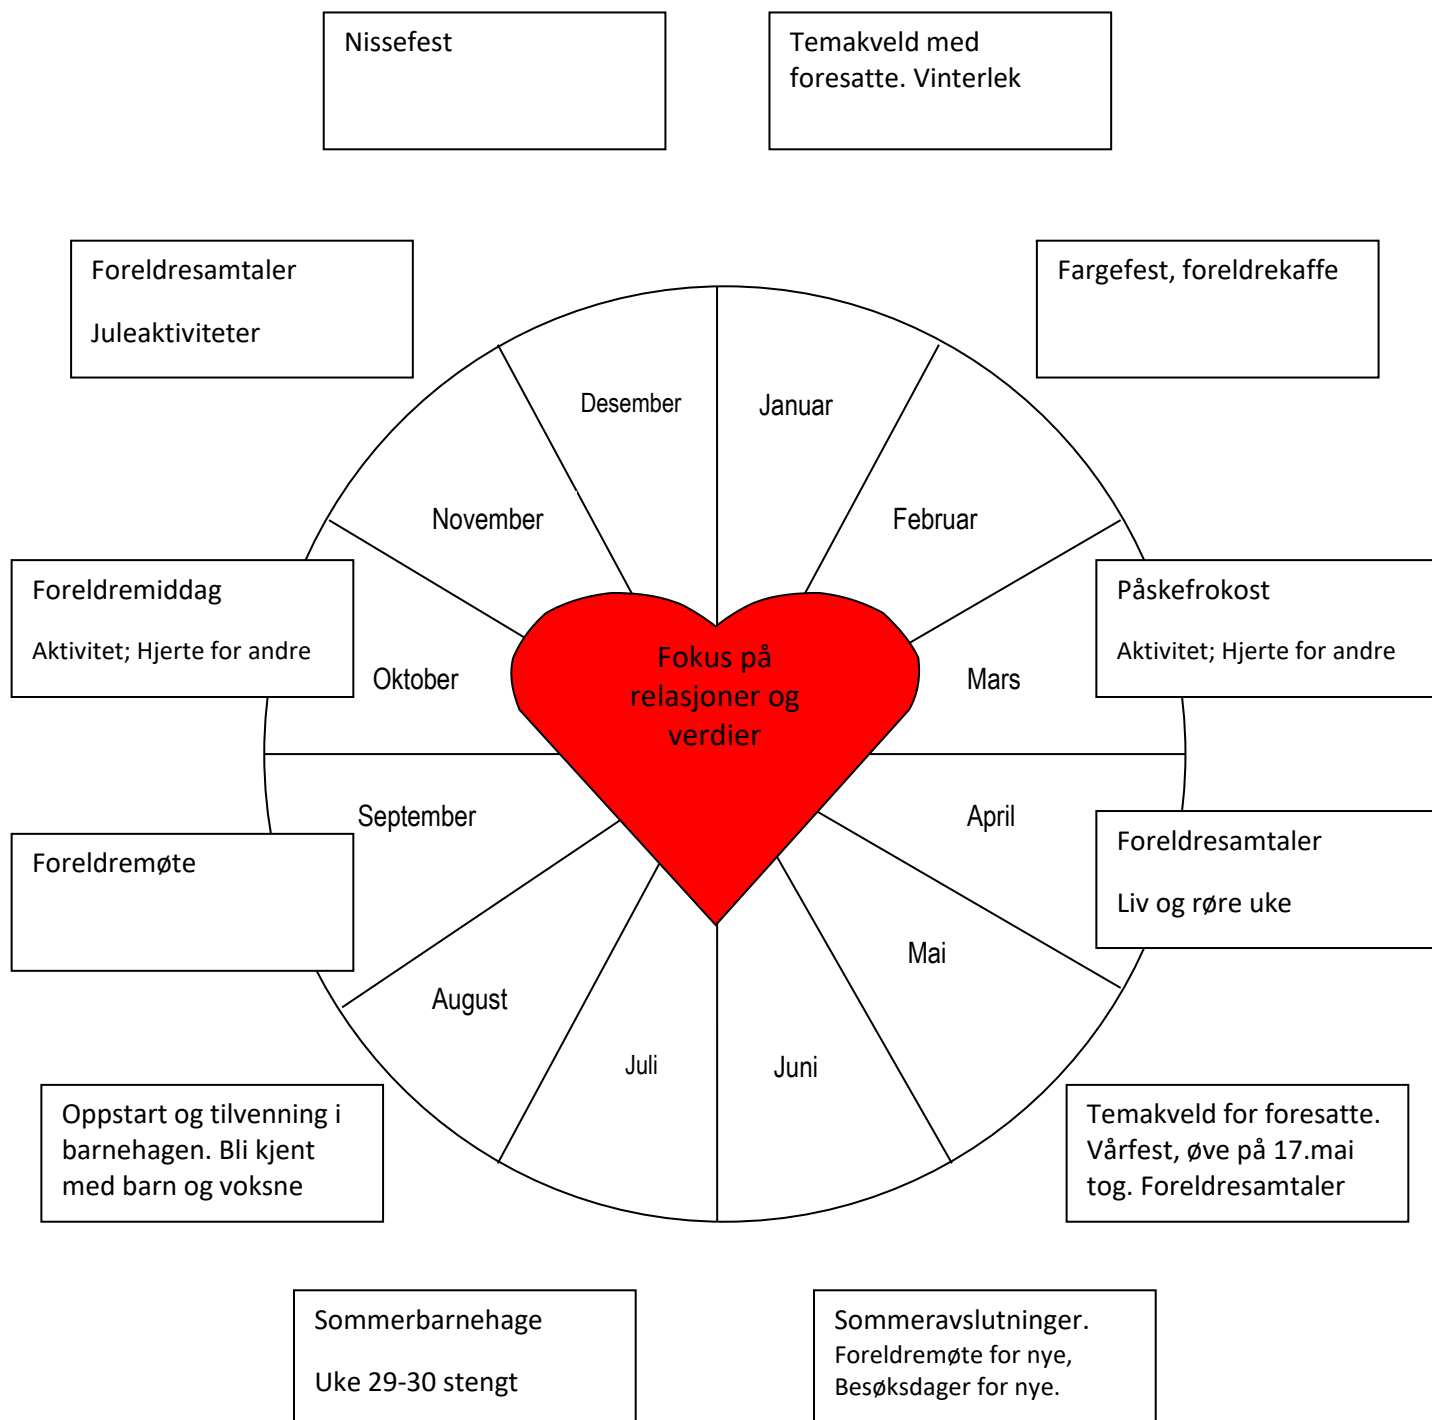 Nissefest
Temakveld med
foresatte. Vinterlek
Foreldresamtaler
Juleaktiviteter
Fargefest, foreldrekaffe
Desember
Januar
November
Februar
Foreldremiddag
Aktivitet; Hjerte for andre
Påskefrokost
Aktivitet; Hjerte for andre
Oktober
Fokus på
relasjoner og
verdier
Mars
September
April
Foreldremøte
Foreldresamtaler
Liv og røre uke
August
Mai
Juli
Juni
Oppstart og tilvenning i
barnehagen. Bli kjent
med barn og voksne
Temakveld for foresatte.
Vårfest, øve på 17.mai
tog. Foreldresamtaler
Sommerbarnehage
Uke 29-30 stengt
Sommeravslutninger.
Foreldremøte for nye,
Besøksdager for nye.